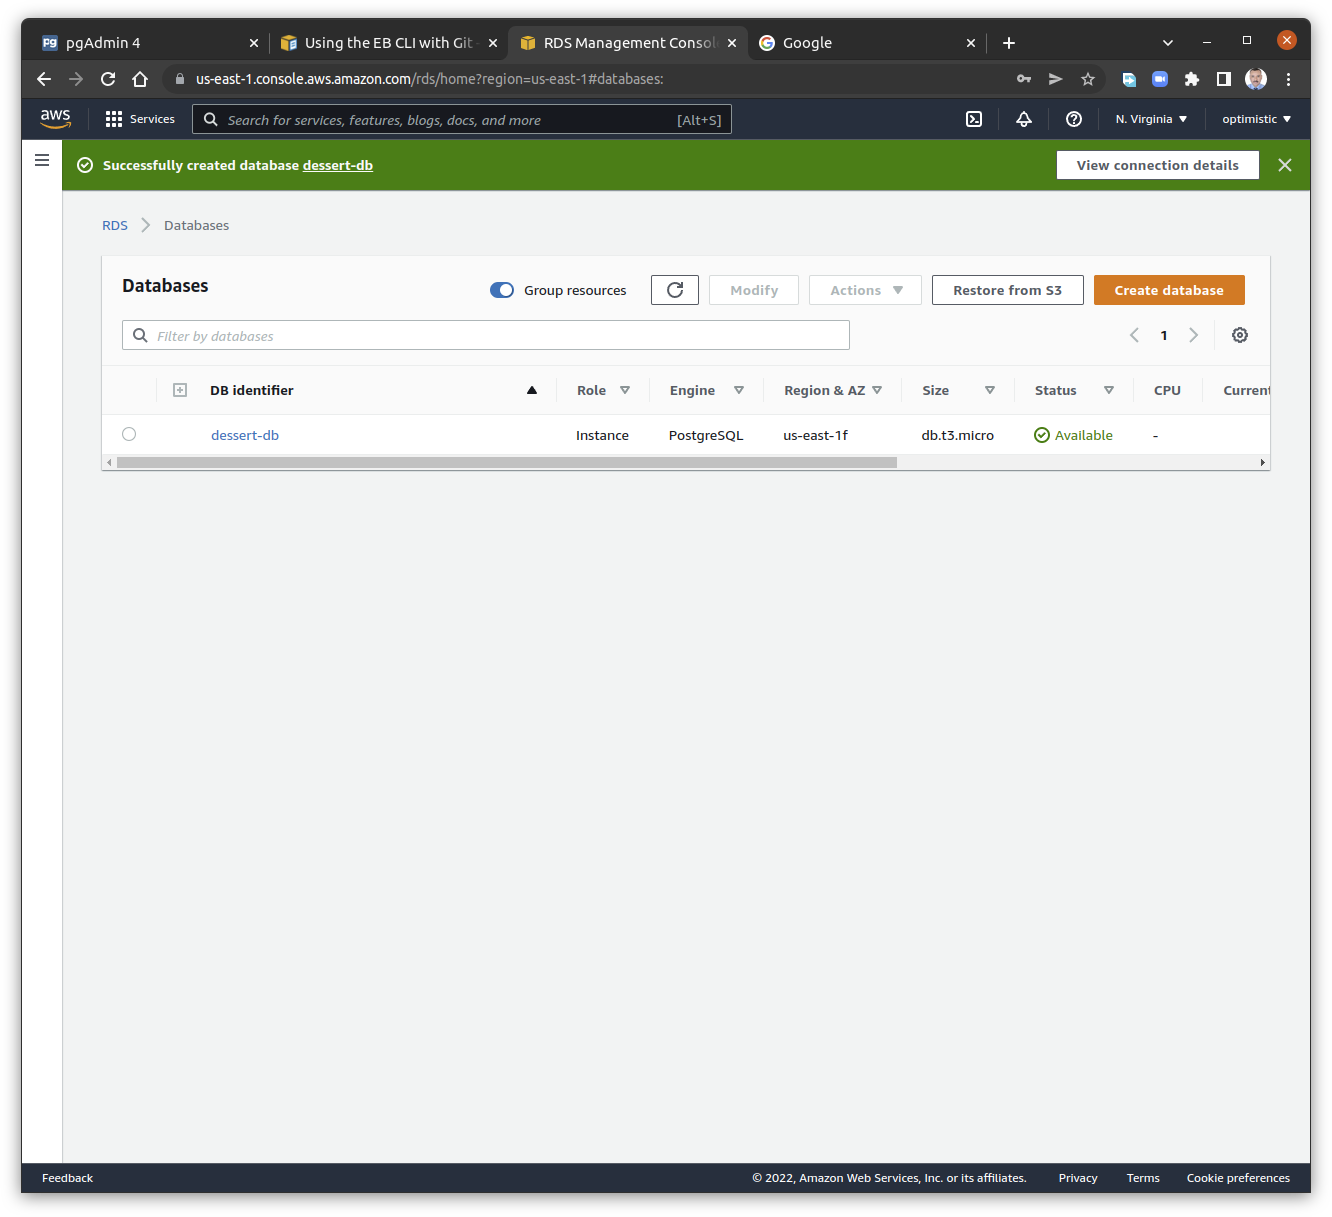 pgAdmin 4
Using the EB CLI with Git -
RDS Management Consol
Google
us-east-1.console.aws.amazon.com/rds/home?region=us-east-1#databases:
aws
Services
Search for services, features, blogs, docs, and more [Alt+S]
N. Virginia
optimistic
Successfully created database dessert-db
View connection details
RDS
Databases
Databases
Group resources
Modify
Actions
Restore from S3
Create database
Filter by databases
1
DB identifier Role Engine Region & AZ Size Status CPU Current
dessert-db Instance PostgreSQL us-east-1f db.t3.micro Available -
Feedback
© 2022, Amazon Web Services, Inc. or its affiliates. Privacy Terms Cookie preferences